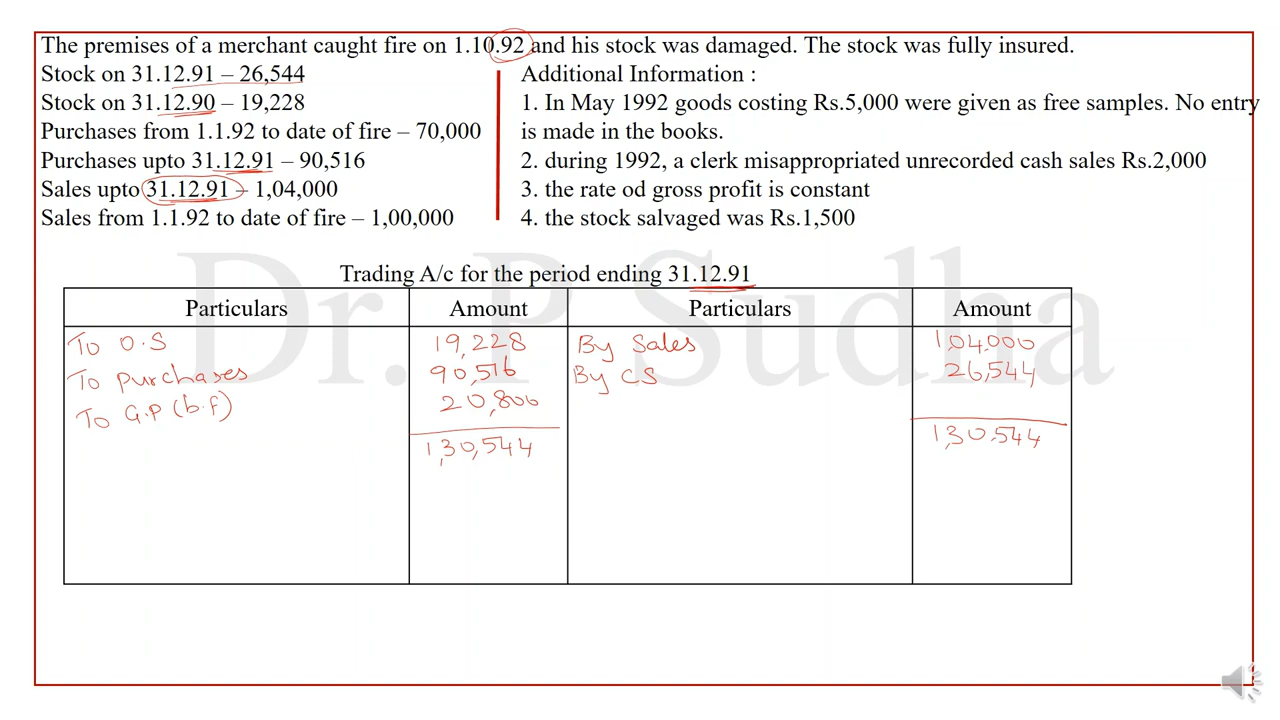 The premises of a merchant caught fire on 1.10.92 and his stock was damaged. The stock was fully insured.
Stock on 31.12.91 – 26,544
Stock on 31.12.90 – 19,228
Purchases from 1.1.92 to date of fire – 70,000
Purchases upto 31.12.91 – 90,516
Sales upto 31.12.91 – 1,04,000
Sales from 1.1.92 to date of fire – 1,00,000
Additional Information :
1. In May 1992 goods costing Rs.5,000 were given as free samples. No entry
is made in the books.
2. during 1992, a clerk misappropriated unrecorded cash sales Rs.2,000
3. the rate od gross profit is constant
4. the stock salvaged was Rs.1,500
Dr. P Sudha
Trading A/c for the period ending 31.12.91
Particulars Amount Particulars Amount
To O.S 19,228 By Sales 1,04,000
To Purchases 90,516 By CS 26,544
To G.P (b.f) 20,800
1,30,544 1,30,544